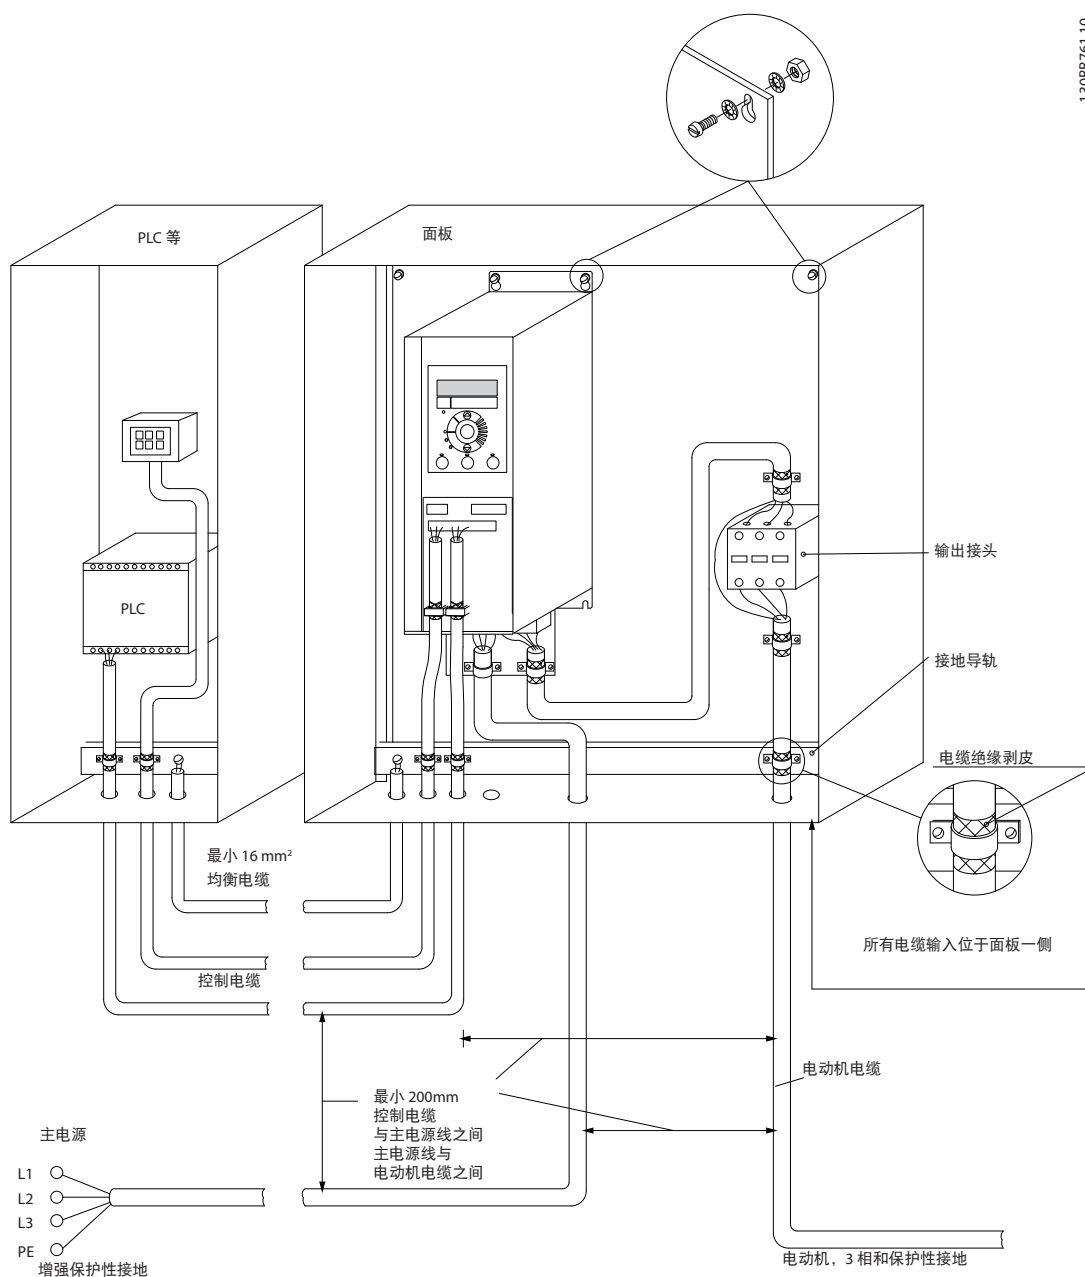 130BB761.10
PLC 等
面板
PLC
输出接头
接地导轨
电缆绝缘剥皮
最小 16 mm²
均衡电缆
所有电缆输入位于面板一侧
控制电缆
电动机电缆
最小 200mm
控制电缆
与主电源线之间
主电源线与
电动机电缆之间
主电源
L1
L2
L3
PE
增强保护性接地
电动机，3 相和保护性接地